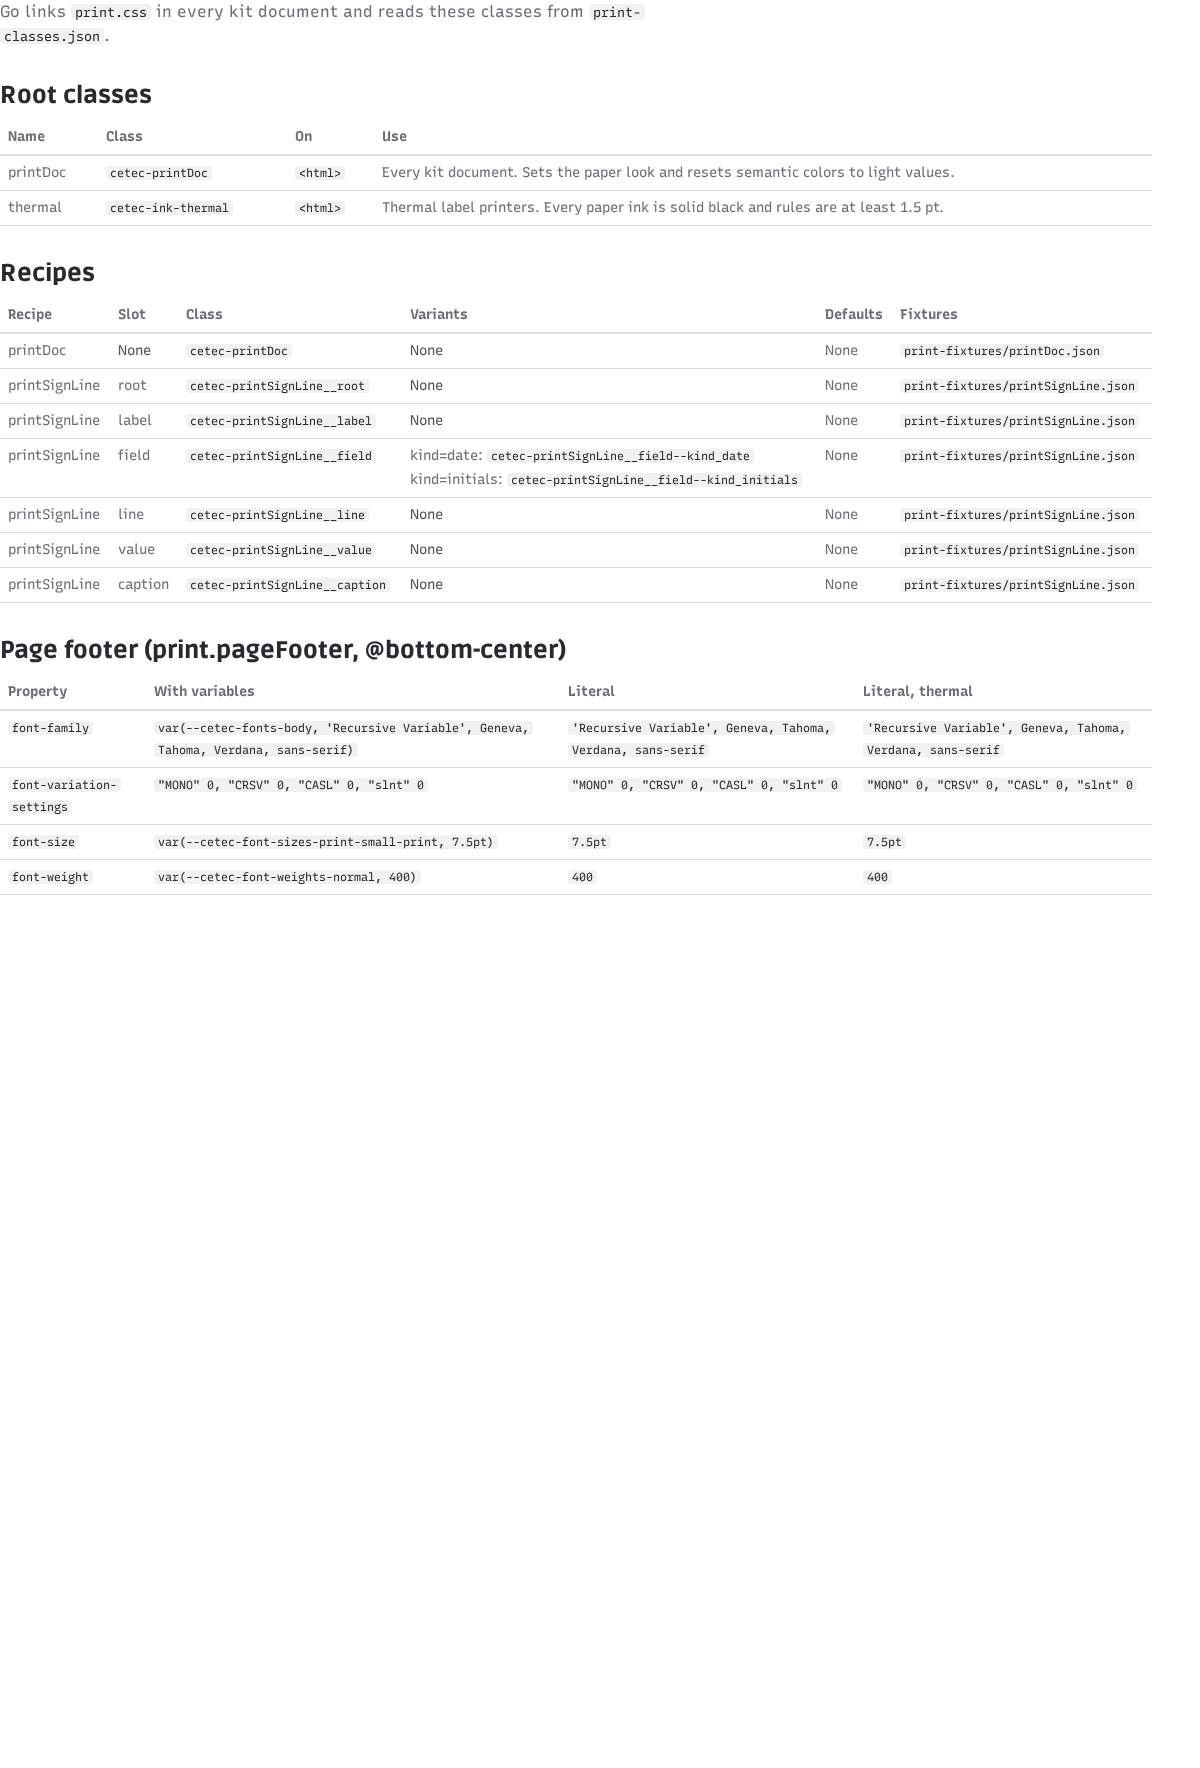 Go links print.css in every kit document and reads these classes from print-
classes.json.
Root classes
Name Class On Use
printDoc cetec-printDoc <html> Every kit document. Sets the paper look and resets semantic colors to light values.
thermal cetec-ink-thermal <html> Thermal label printers. Every paper ink is solid black and rules are at least 1.5 pt.
Recipes
Recipe Slot Class Variants Defaults Fixtures
printDoc None cetec-printDoc None None print-fixtures/printDoc.json
printSignLine root cetec-printSignLine__root None None print-fixtures/printSignLine.json
printSignLine label cetec-printSignLine__label None None print-fixtures/printSignLine.json
printSignLine field cetec-printSignLine__field kind=date: cetec-printSignLine__field--kind_date None print-fixtures/printSignLine.json
kind=initials: cetec-printSignLine__field--kind_initials
printSignLine line cetec-printSignLine__line None None print-fixtures/printSignLine.json
printSignLine value cetec-printSignLine__value None None print-fixtures/printSignLine.json
printSignLine caption cetec-printSignLine__caption None None print-fixtures/printSignLine.json
Page footer (print.pageFooter, @bottom-center)
Property With variables Literal Literal, thermal
font-family var(--cetec-fonts-body, 'Recursive Variable', Geneva, 'Recursive Variable', Geneva, Tahoma, 'Recursive Variable', Geneva, Tahoma,
Tahoma, Verdana, sans-serif) Verdana, sans-serif Verdana, sans-serif
font-variation- "MONO" 0, "CRSV" 0, "CASL" 0, "slnt" 0 "MONO" 0, "CRSV" 0, "CASL" 0, "slnt" 0 "MONO" 0, "CRSV" 0, "CASL" 0, "slnt" 0
settings
font-size var(--cetec-font-sizes-print-small-print, 7.5pt) 7.5pt 7.5pt
font-weight var(--cetec-font-weights-normal, 400) 400 400